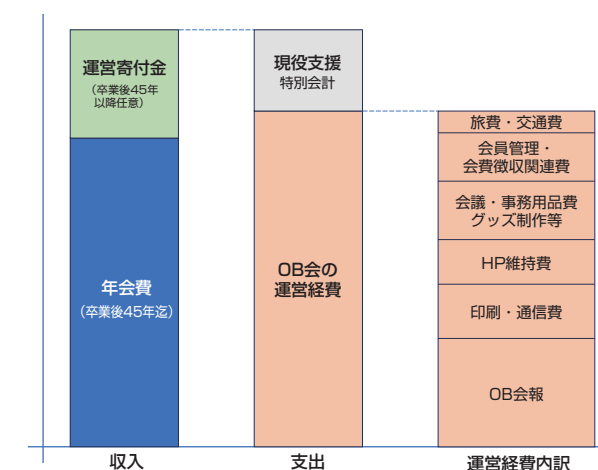 運営寄付金
(卒業後45年
以降任意)
年会費
(卒業後45年迄)
現役支援
特別会計
OB会の
運営経費
旅費・交通費
会員管理・
会費徴収関連費
会議・事務用品費
グッズ制作等
HP維持費
印刷・通信費
OB会報
収入
支出
運営経費内訳